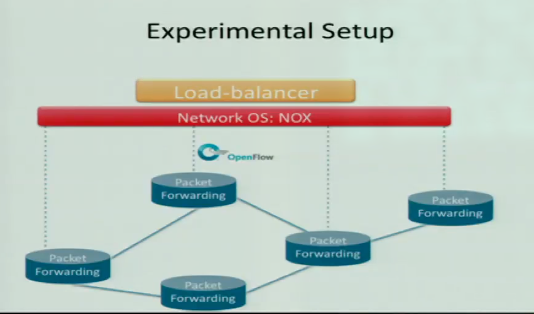 Experimental Setup
Load-balancer
Network OS: NOX
OpenFlow
Packet
Forwarding
Packet
Forwarding
Packet
Forwarding
Packet
Forwarding
Packet
Forwarding